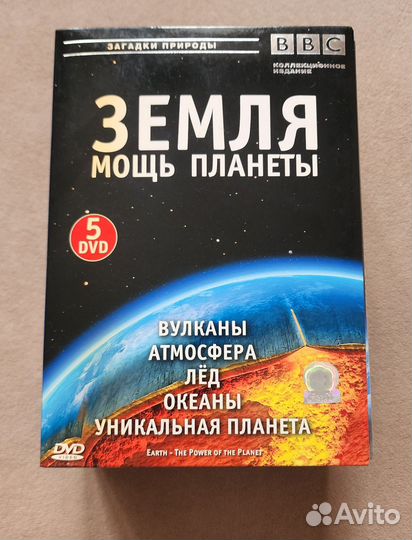 ЗАГАДКИ ПРИРОДЫ
BBC
КОЛЛЕКЦИОННОЕ
ИЗДАНИЕ
ЗЕМЛЯ
МОЩЬ ПЛАНЕТЫ
5
DVD
ВУЛКАНЫ
АТМОСФЕРА
ЛЁД
ОКЕАНЫ
УНИКАЛЬНАЯ ПЛАНЕТА
DVD
VIDEO
EARTH - THE POWER OF THE PLANET
Avito